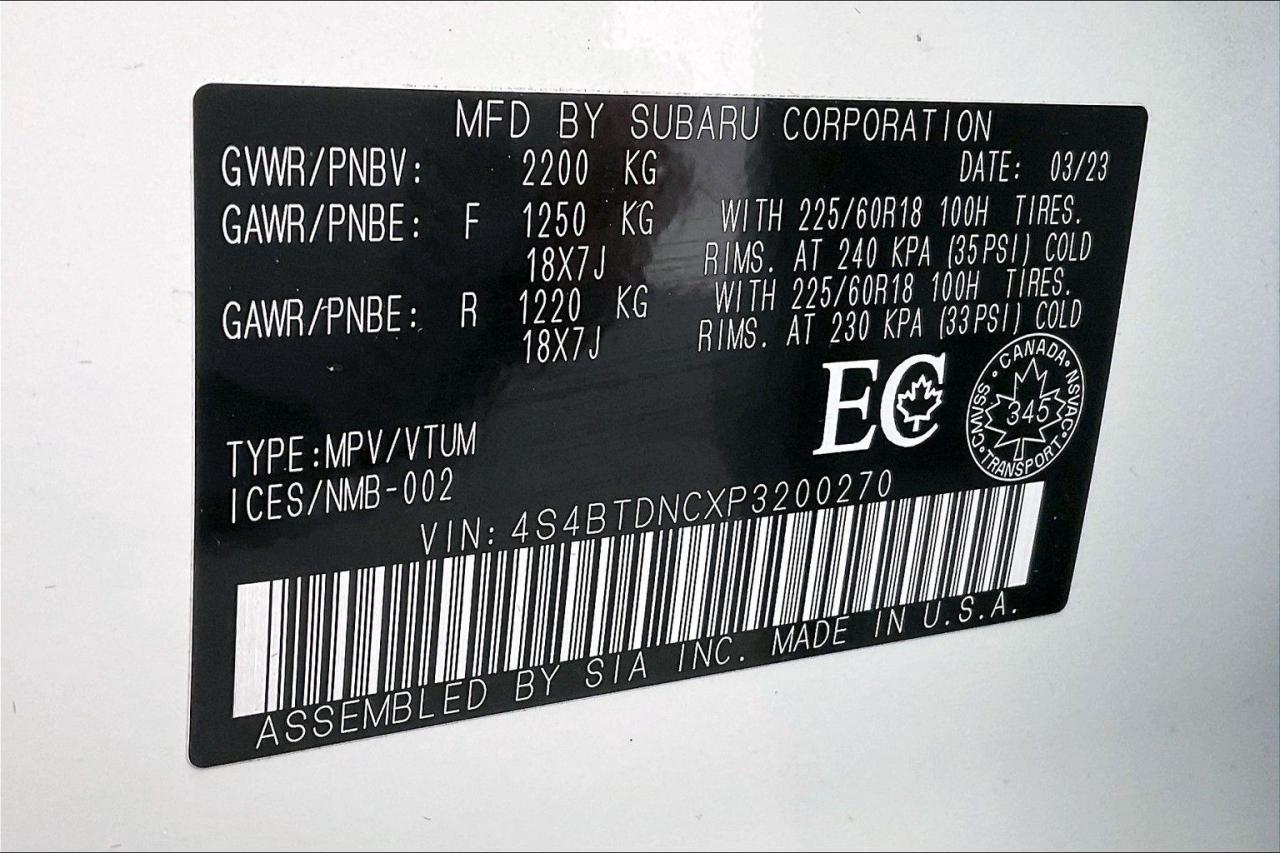 MFD BY SUBARU CORPORATION
GVWR/PNBV: 2200 KG DATE: 03/23
GAWR/PNBE: F 1250 KG WITH 225/60R18 100H TIRES.
18X7J RIMS. AT 240 KPA (35PSI) COLD
GAWR/PNBE: R 1220 KG WITH 225/60R18 100H TIRES.
18X7J RIMS. AT 230 KPA (33PSI) COLD
EC
CANADA
CMVSS 345 NSVAC
TRANSPORT
TYPE:MPV/VTUM
ICES/NMB-002
VIN: 4S4BTDNCXP3200270
ASSEMBLED BY SIA INC. MADE IN U.S.A.